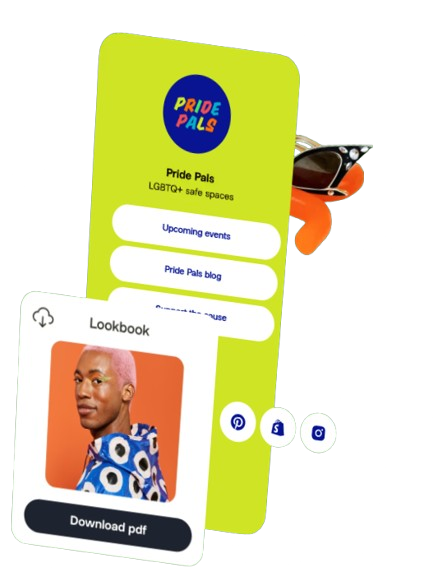 PRIDE
PALS
Pride Pals
LGBTQ+ safe spaces
Upcoming events
Pride Pals blog
Support the cause
Lookbook
Download pdf